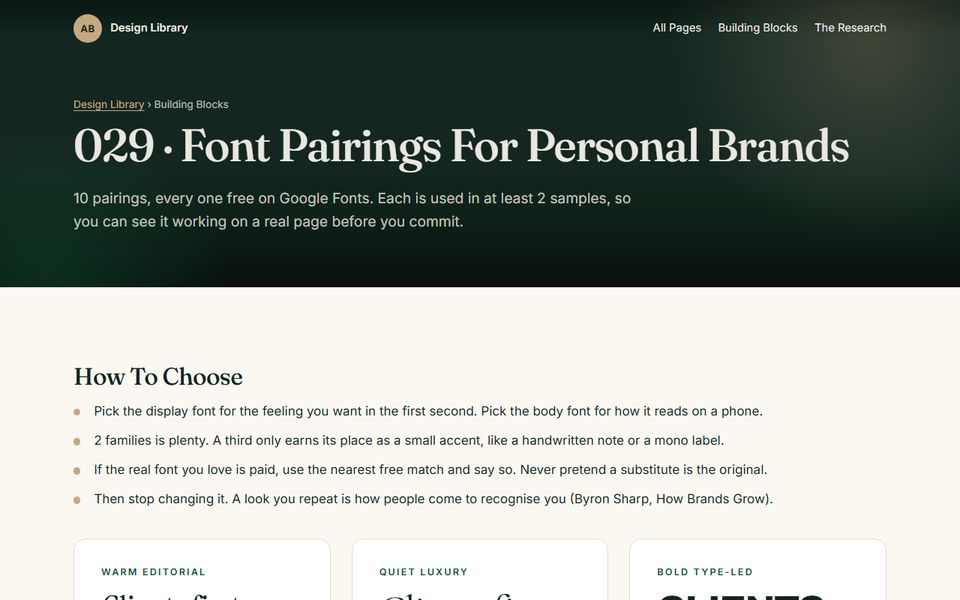 AB
Design Library
All Pages
Building Blocks
The Research
Design Library › Building Blocks
029 · Font Pairings For Personal Brands
10 pairings, every one free on Google Fonts. Each is used in at least 2 samples, so
you can see it working on a real page before you commit.
How To Choose
Pick the display font for the feeling you want in the first second. Pick the body font for how it reads on a phone.
2 families is plenty. A third only earns its place as a small accent, like a handwritten note or a mono label.
If the real font you love is paid, use the nearest free match and say so. Never pretend a substitute is the original.
Then stop changing it. A look you repeat is how people come to recognise you (Byron Sharp, How Brands Grow).
WARM EDITORIAL
QUIET LUXURY
BOLD TYPE-LED